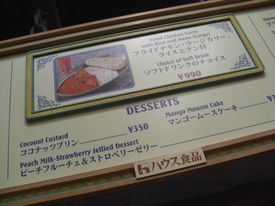 Fried Chicken Curry
with Rice and Naan (Large)
フライドチキン・ラージカリー、
ライス&ナン付
Choice of Soft Drink
ソフトドリンクのチョイス
¥990
DESSERTS
Coconut Custard
ココナッツプリン
¥350
Mango Mousse Cake
マンゴームースケーキ
Peach Milk-Strawberry Jellied Dessert
ピーチフルーチェ&ストロベリーゼリー
ハウス食品